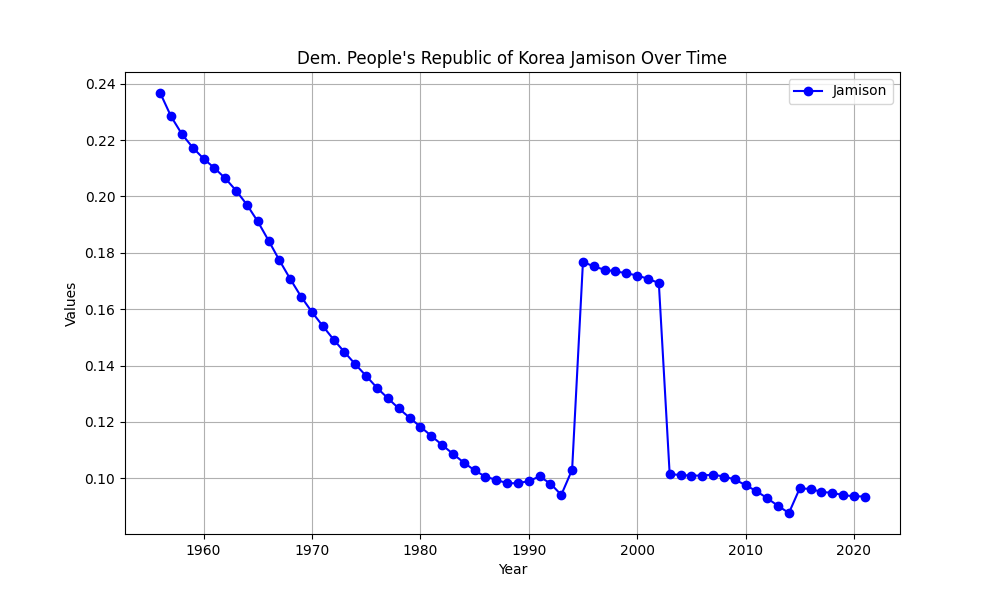 Dem. People's Republic of Korea Jamison Over Time
Jamison
0.24
0.22
0.20
0.18
0.16
0.14
0.12
0.10
Values
1960 1970 1980 1990 2000 2010 2020
Year